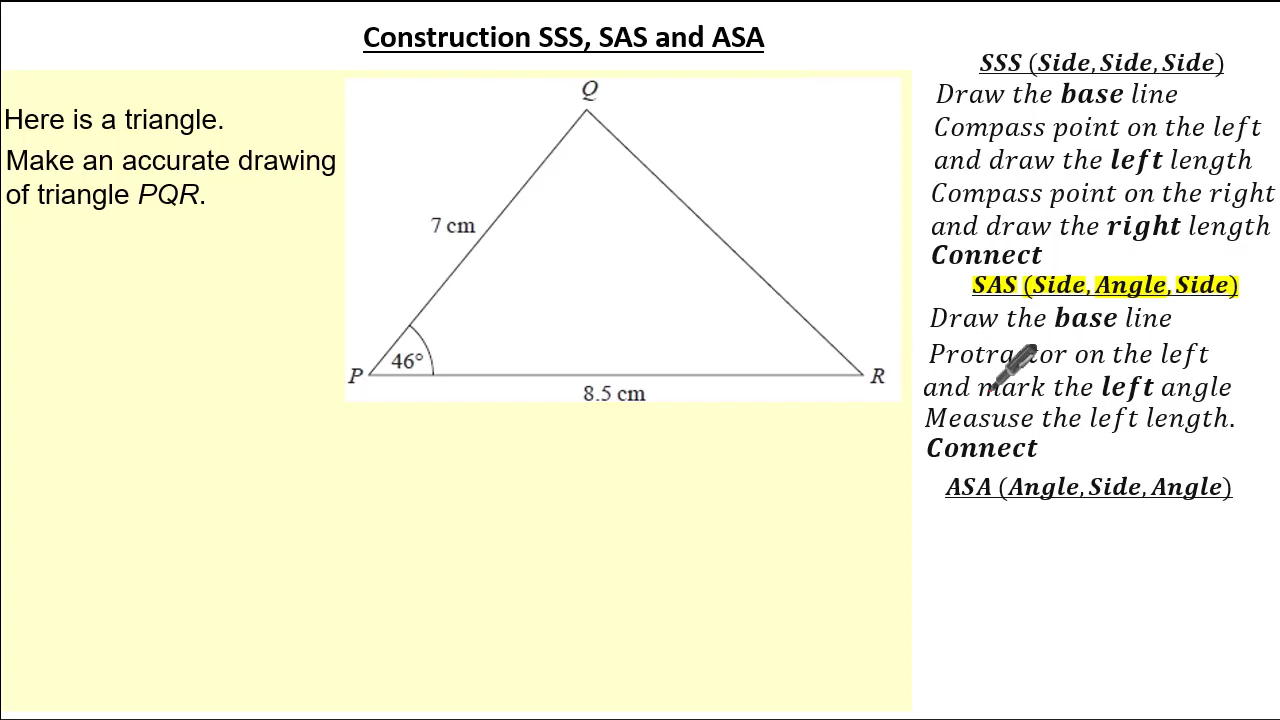 Construction SSS, SAS and ASA
Here is a triangle.
Make an accurate drawing
of triangle PQR.
Q
7 cm
46°
P
R
8.5 cm
SSS (Side, Side, Side)
Draw the base line
Compass point on the left
and draw the left length
Compass point on the right
and draw the right length
Connect
SAS (Side, Angle, Side)
Draw the base line
Protractor on the left
and mark the left angle
Measuse the left length.
Connect
ASA (Angle, Side, Angle)